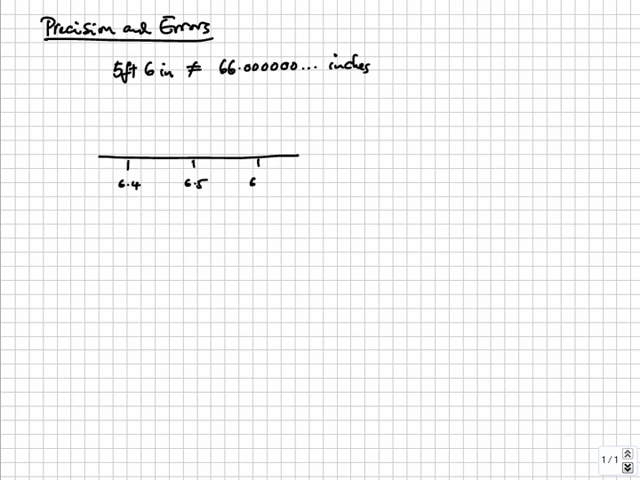 Precision and Errors
5ft 6 in ≠ 66.000000... inches
6.4 6.5 6
1/1